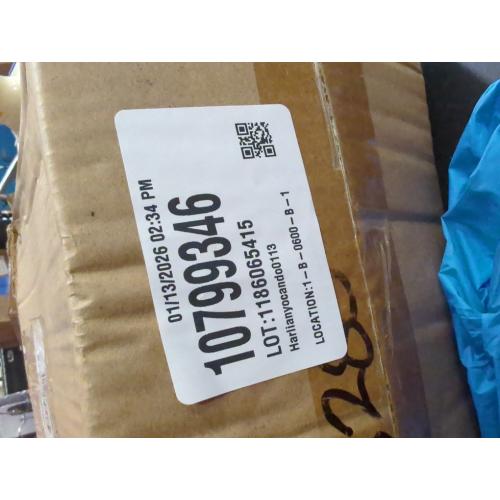 01/13/2026 02:34 PM
10799346
LOT:1186065415
Harlianyocando0113
LOCATION:1-B-0600-B-1